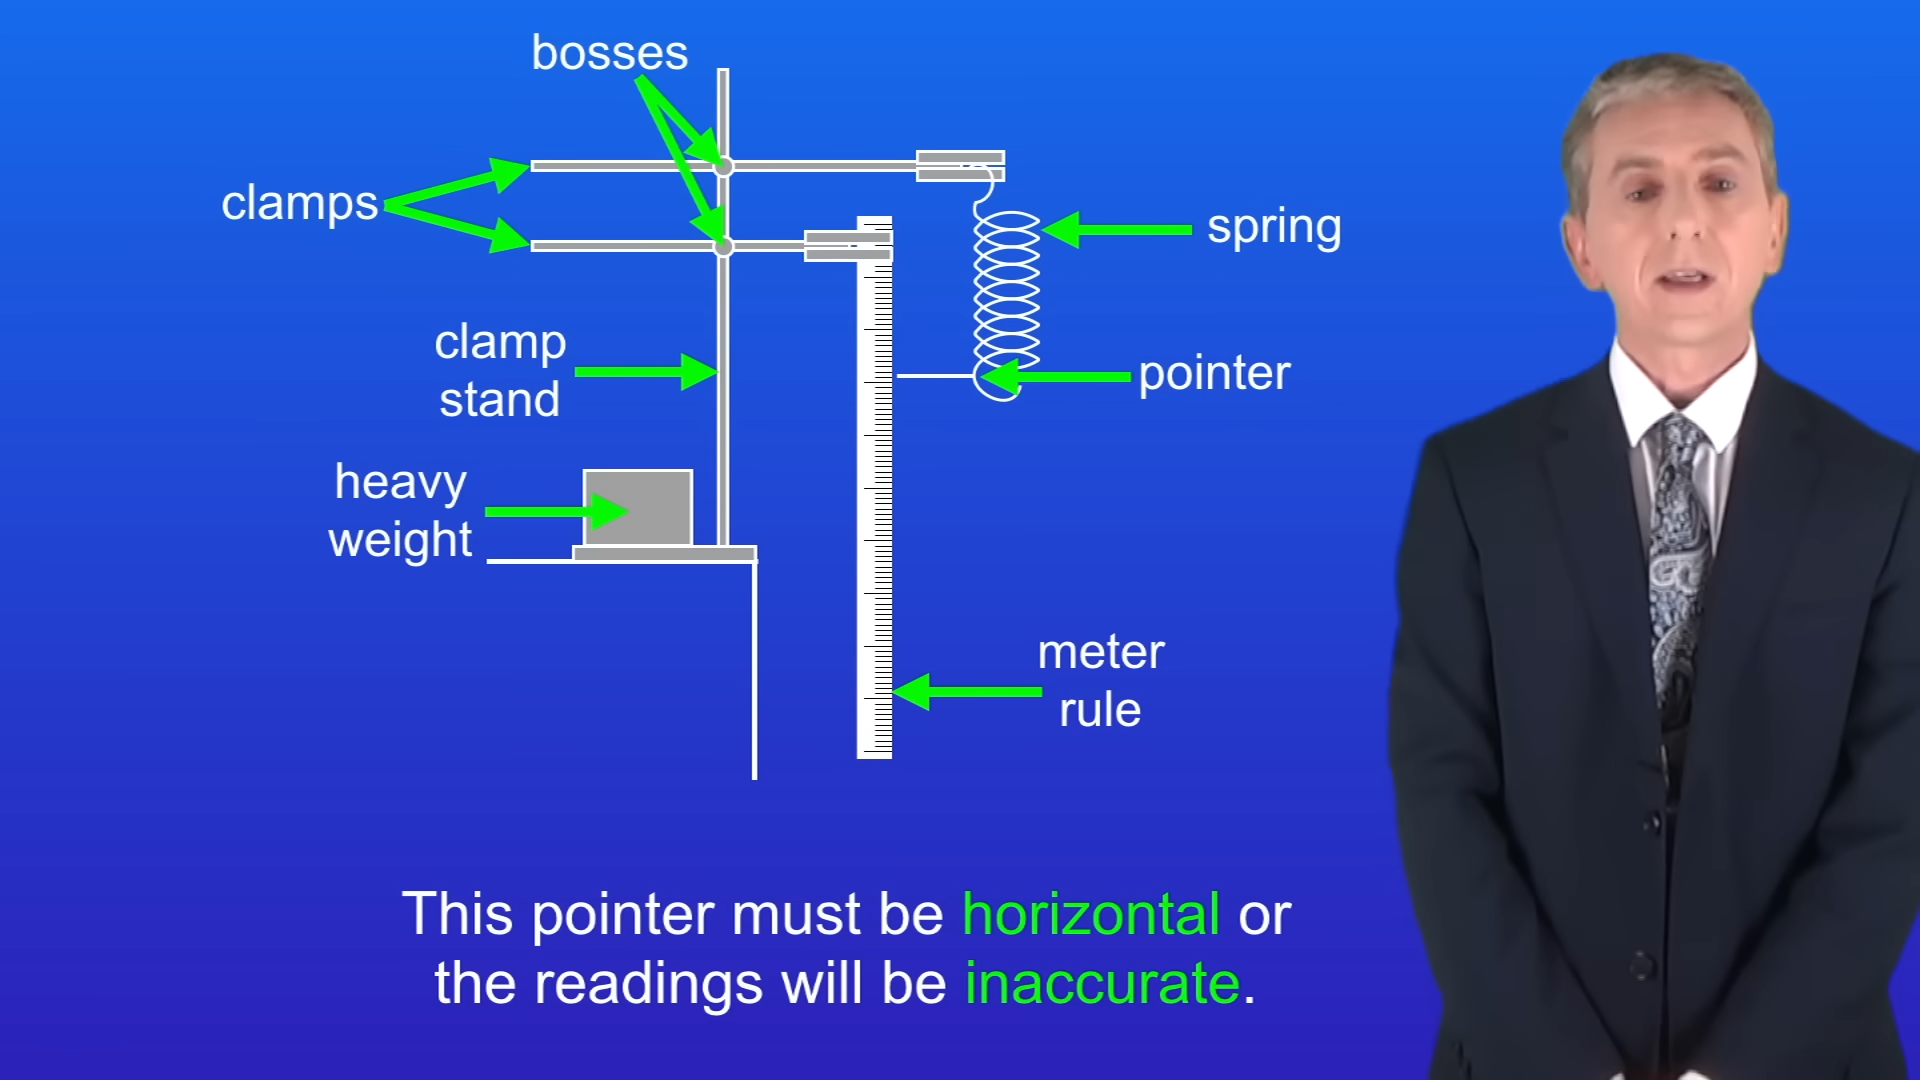 bosses
clamps
spring
clamp
stand
pointer
heavy
weight
meter
rule
This pointer must be horizontal or
the readings will be inaccurate.